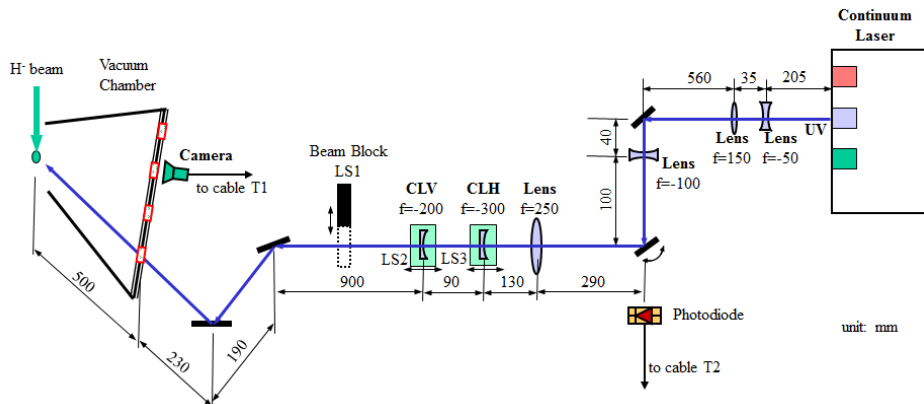 Continuum
Laser
H- beam
Vacuum
Chamber
560
35
205
UV
40
Lens
f=150
Lens
f=-50
Camera
to cable T1
Beam Block
LS1
Lens
f=-100
100
CLV
f=-200
CLH
f=-300
Lens
f=250
LS2
LS3
900
90
130
290
500
230
190
Photodiode
unit: mm
to cable T2